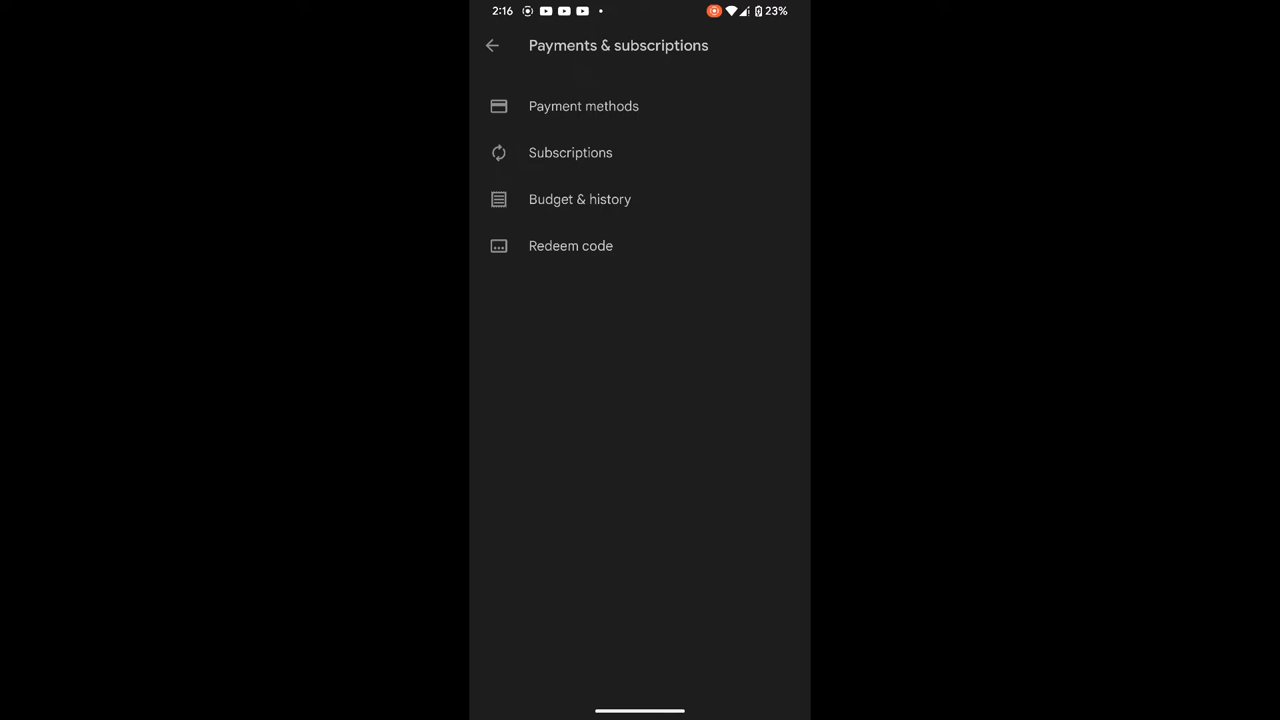 2:16 23%
Payments & subscriptions
Payment methods
Subscriptions
Budget & history
Redeem code